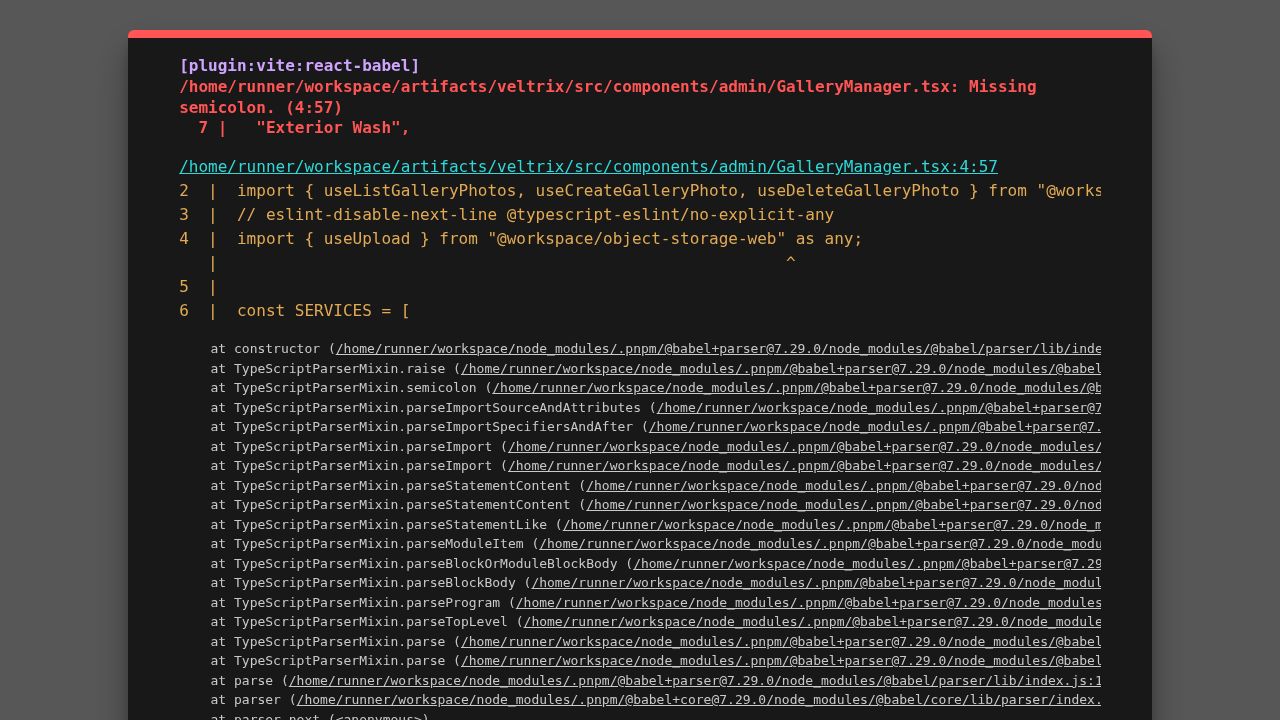 [plugin:vite:react-babel]
/home/runner/workspace/artifacts/veltrix/src/components/admin/GalleryManager.tsx: Missing
semicolon. (4:57)
7 |   "Exterior Wash",
/home/runner/workspace/artifacts/veltrix/src/components/admin/GalleryManager.tsx:4:57
2  |  import { useListGalleryPhotos, useCreateGalleryPhoto, useDeleteGalleryPhoto } from "@works
3  |  // eslint-disable-next-line @typescript-eslint/no-explicit-any
4  |  import { useUpload } from "@workspace/object-storage-web" as any;
   |                                                           ^
5  |
6  |  const SERVICES = [
at constructor (/home/runner/workspace/node_modules/.pnpm/@babel+parser@7.29.0/node_modules/@babel/parser/lib/inde
at TypeScriptParserMixin.raise (/home/runner/workspace/node_modules/.pnpm/@babel+parser@7.29.0/node_modules/@babel
at TypeScriptParserMixin.semicolon (/home/runner/workspace/node_modules/.pnpm/@babel+parser@7.29.0/node_modules/@b
at TypeScriptParserMixin.parseImportSourceAndAttributes (/home/runner/workspace/node_modules/.pnpm/@babel+parser@7
at TypeScriptParserMixin.parseImportSpecifiersAndAfter (/home/runner/workspace/node_modules/.pnpm/@babel+parser@7.
at TypeScriptParserMixin.parseImport (/home/runner/workspace/node_modules/.pnpm/@babel+parser@7.29.0/node_modules/
at TypeScriptParserMixin.parseImport (/home/runner/workspace/node_modules/.pnpm/@babel+parser@7.29.0/node_modules/
at TypeScriptParserMixin.parseStatementContent (/home/runner/workspace/node_modules/.pnpm/@babel+parser@7.29.0/nod
at TypeScriptParserMixin.parseStatementContent (/home/runner/workspace/node_modules/.pnpm/@babel+parser@7.29.0/nod
at TypeScriptParserMixin.parseStatementLike (/home/runner/workspace/node_modules/.pnpm/@babel+parser@7.29.0/node_m
at TypeScriptParserMixin.parseModuleItem (/home/runner/workspace/node_modules/.pnpm/@babel+parser@7.29.0/node_modu
at TypeScriptParserMixin.parseBlockOrModuleBlockBody (/home/runner/workspace/node_modules/.pnpm/@babel+parser@7.29
at TypeScriptParserMixin.parseBlockBody (/home/runner/workspace/node_modules/.pnpm/@babel+parser@7.29.0/node_modul
at TypeScriptParserMixin.parseProgram (/home/runner/workspace/node_modules/.pnpm/@babel+parser@7.29.0/node_modules
at TypeScriptParserMixin.parseTopLevel (/home/runner/workspace/node_modules/.pnpm/@babel+parser@7.29.0/node_module
at TypeScriptParserMixin.parse (/home/runner/workspace/node_modules/.pnpm/@babel+parser@7.29.0/node_modules/@babel
at TypeScriptParserMixin.parse (/home/runner/workspace/node_modules/.pnpm/@babel+parser@7.29.0/node_modules/@babel
at parse (/home/runner/workspace/node_modules/.pnpm/@babel+parser@7.29.0/node_modules/@babel/parser/lib/index.js:1
at parser (/home/runner/workspace/node_modules/.pnpm/@babel+core@7.29.0/node_modules/@babel/core/lib/parser/index.
at parser.next (<anonymous>)